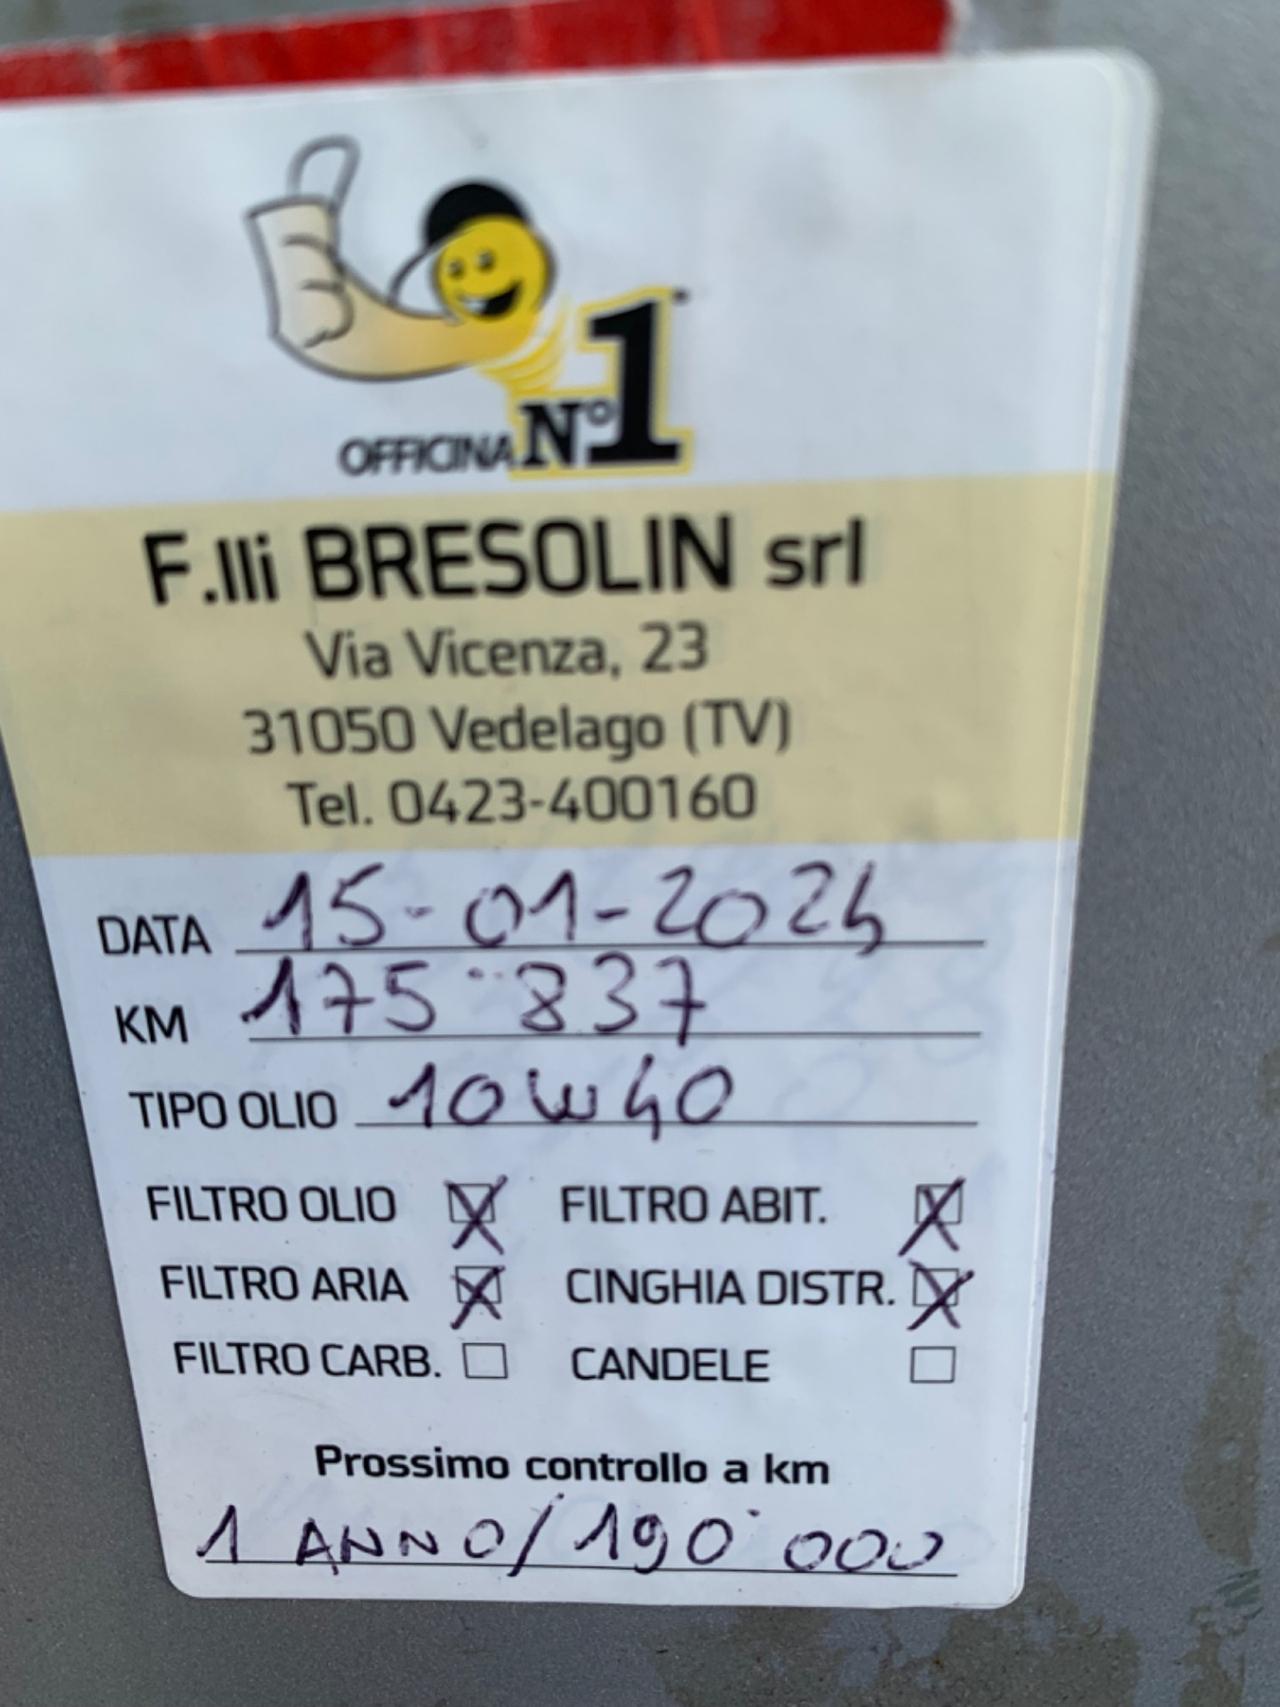 OFFICINA N°1
F.lli BRESOLIN srl
Via Vicenza, 23
31050 Vedelago (TV)
Tel. 0423-400160
DATA 15-01-2024
KM 175 837
TIPO OLIO 10W40
FILTRO OLIO X FILTRO ABIT. X
FILTRO ARIA X CINGHIA DISTR. X
FILTRO CARB. CANDELE
Prossimo controllo a km
1 ANNO/190'000